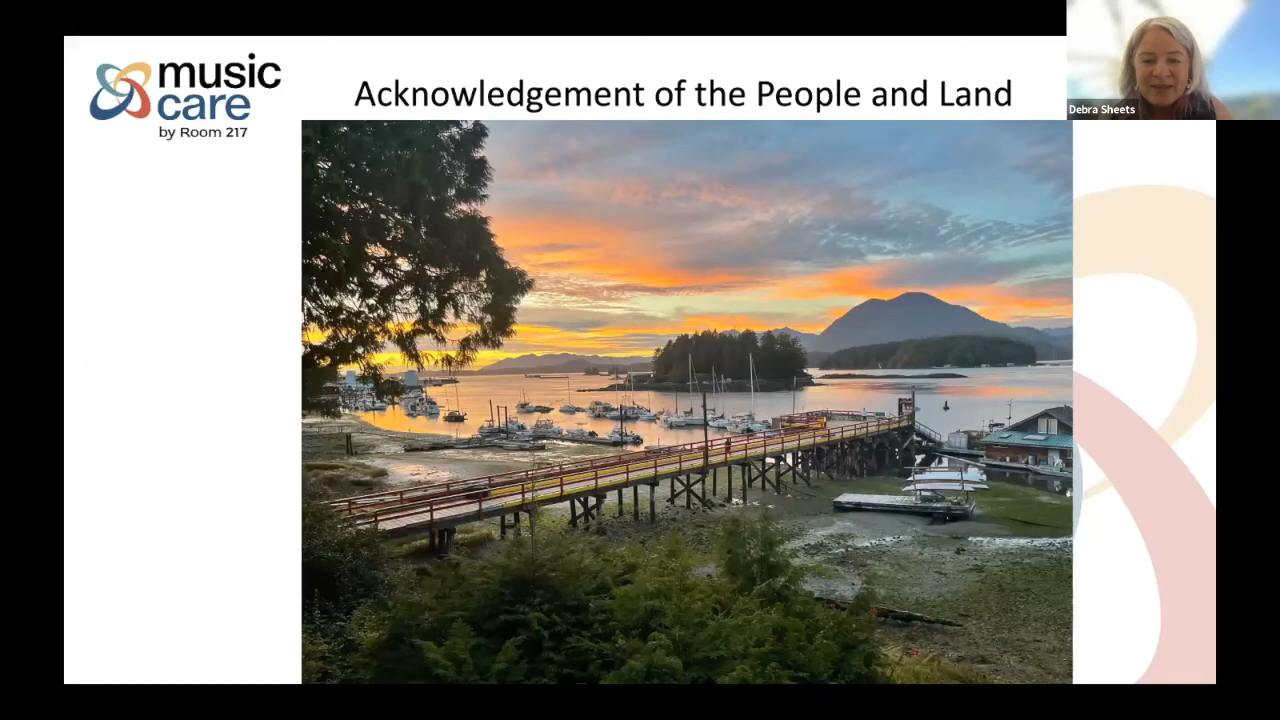 music
care
by Room 217
Acknowledgement of the People and Land
Debra Sheets